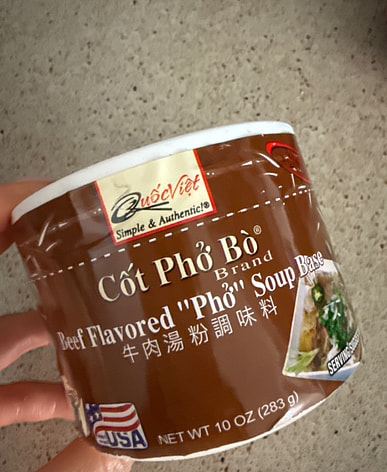 QuốcViệt
Simple & Authentic!®
Cốt Phở Bò®
Brand
Beef Flavored "Phở" Soup Base
牛肉湯粉調味料
USA
NET WT 10 OZ (283 g)